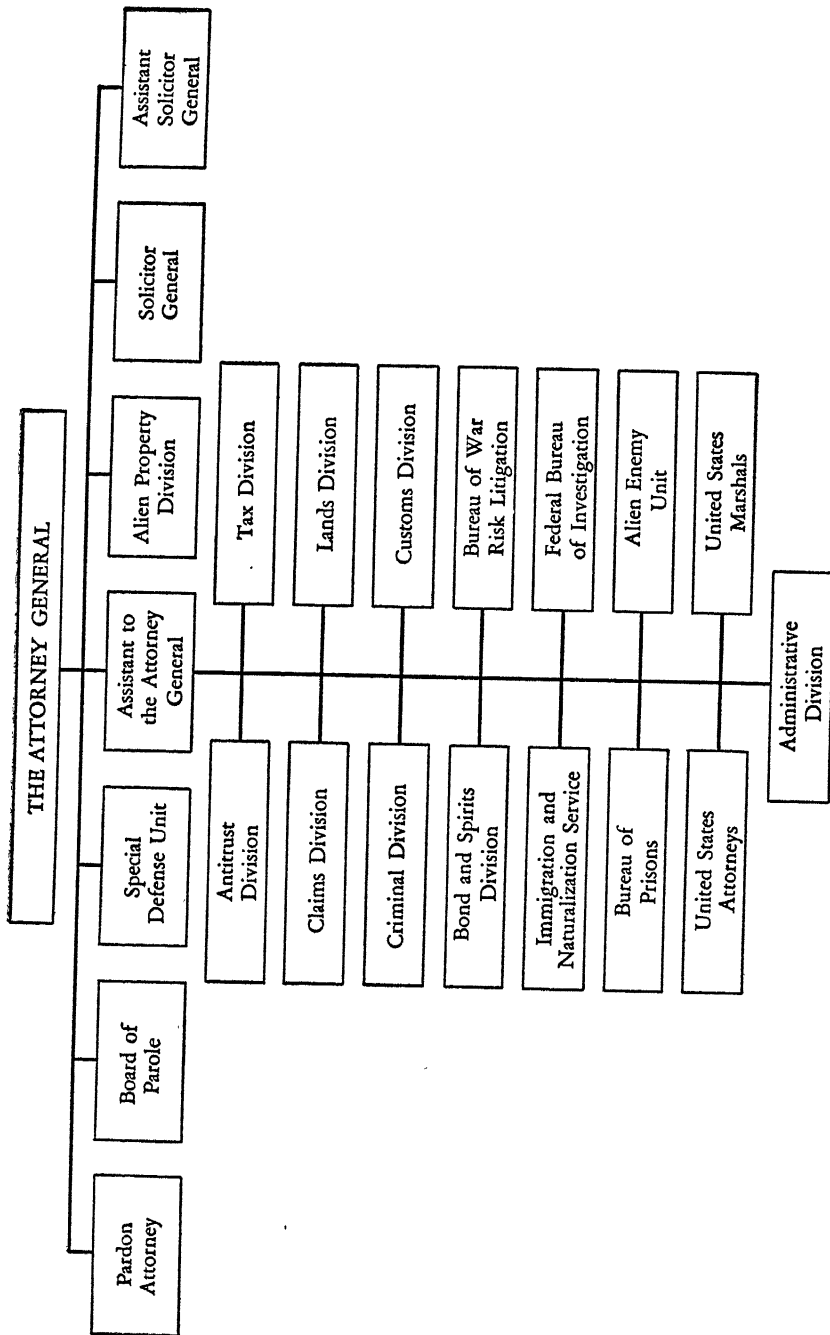 THE ATTORNEY GENERAL
Pardon
Attorney
Board of
Parole
Special
Defense Unit
Assistant to
the Attorney
General
Alien Property
Division
Solicitor
General
Assistant
Solicitor
General
Antitrust
Division
Tax Division
Claims Division
Lands Division
Criminal Division
Customs Division
Bond and Spirits
Division
Bureau of War
Risk Litigation
Immigration and
Naturalization Service
Federal Bureau
of Investigation
Bureau of
Prisons
Alien Enemy
Unit
United States
Attorneys
United States
Marshals
Administrative
Division